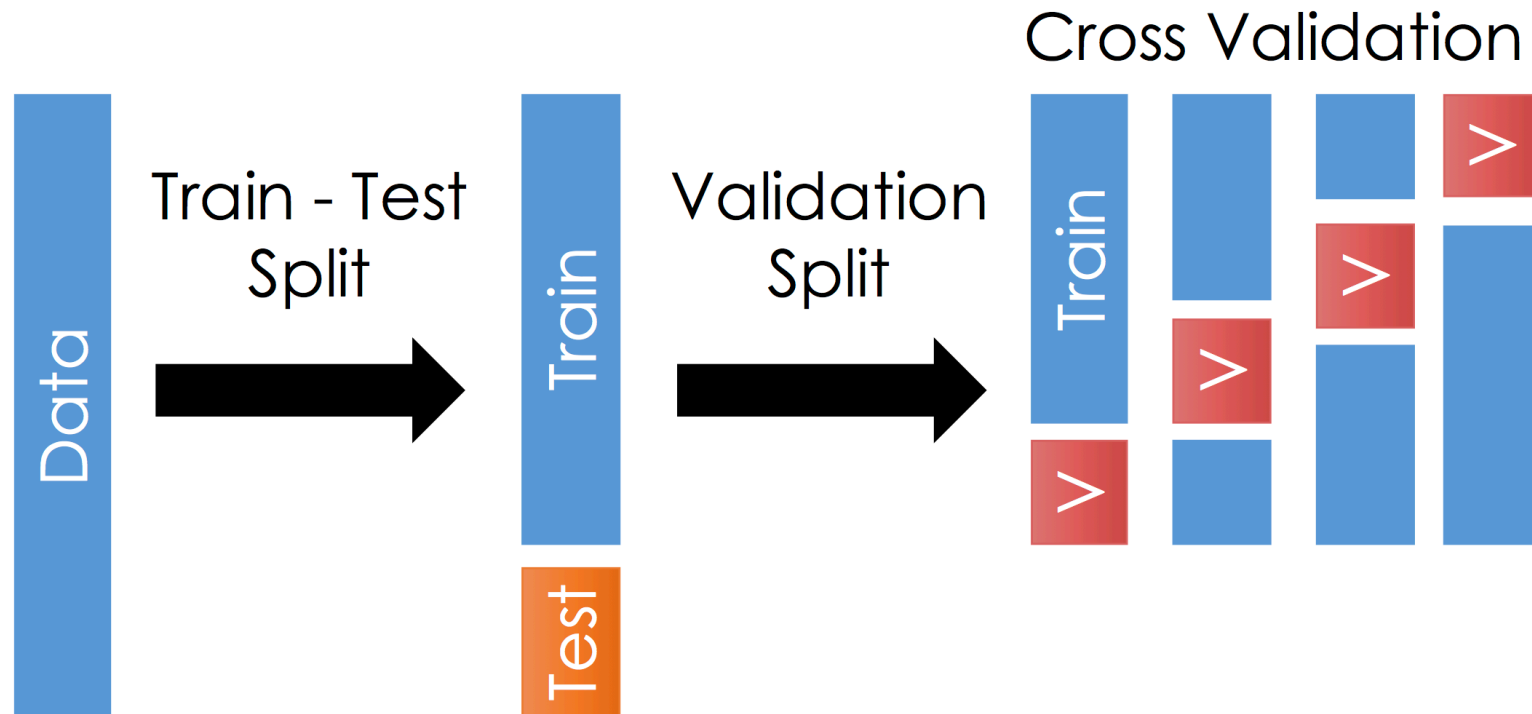 Cross Validation
Data
Train - Test
Split
Train
Test
Validation
Split
Train
V
V
V
V